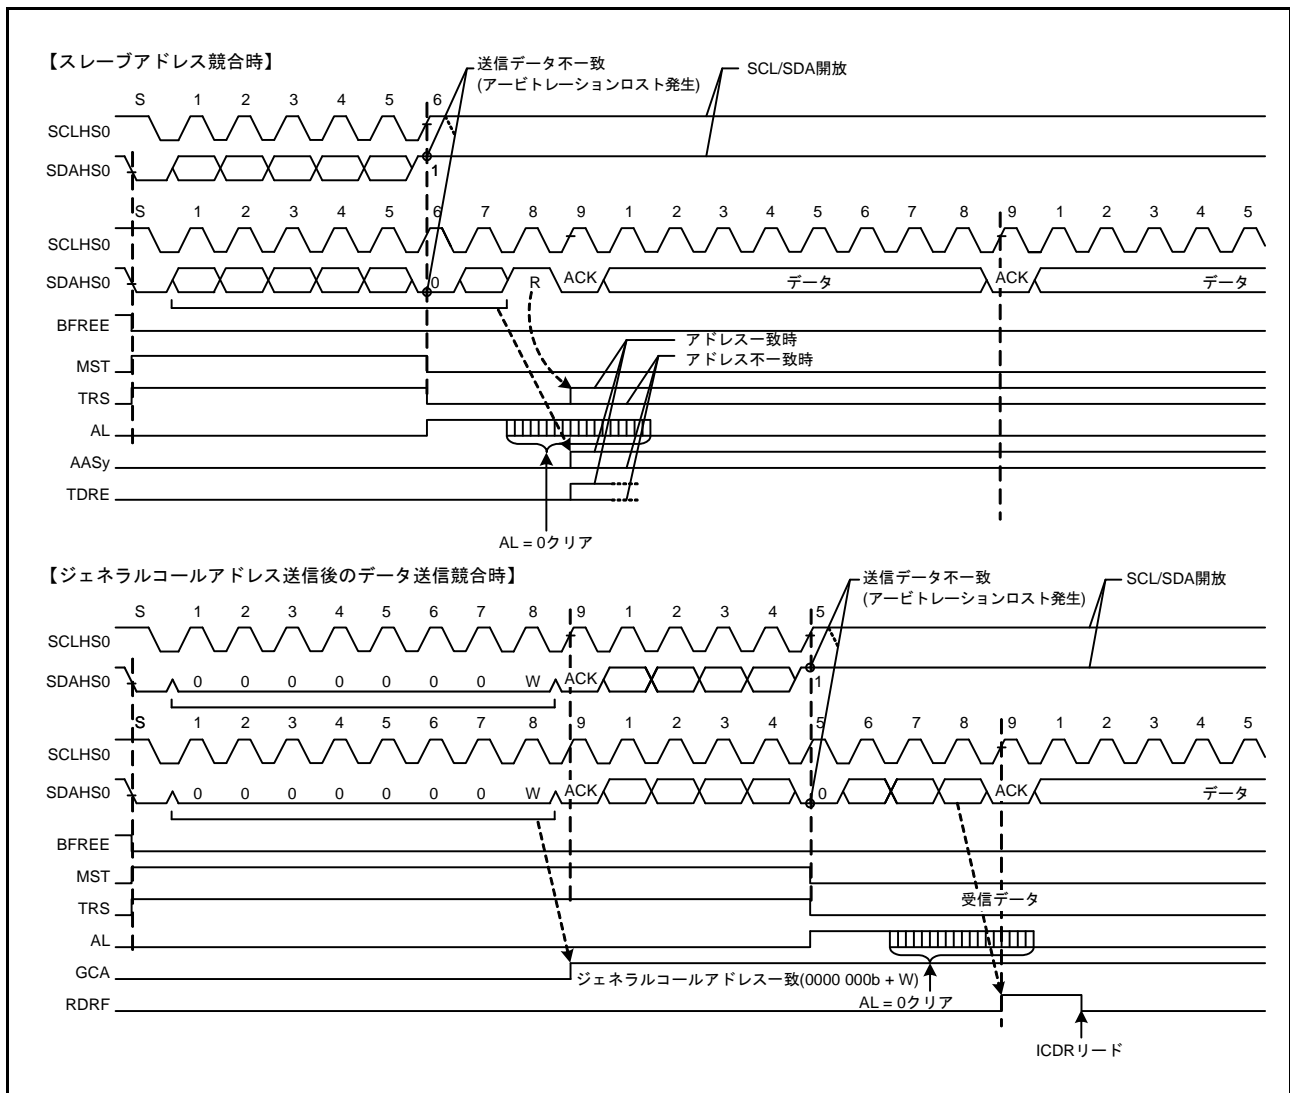 【スレーブアドレス競合時】
送信データ不一致
(アービトレーションロスト発生)
SCL/SDA開放
S 1 2 3 4 5 6
SCLHS0
SDAHS0
1
S 1 2 3 4 5 6 7 8 9 1 2 3 4 5 6 7 8 9 1 2 3 4 5
SCLHS0
SDAHS0 0 R ACK データ ACK データ
BFREE
アドレス一致時
アドレス不一致時
MST
TRS
AL
AASy
TDRE
AL = 0クリア
【ジェネラルコールアドレス送信後のデータ送信競合時】
送信データ不一致
(アービトレーションロスト発生)
SCL/SDA開放
S 1 2 3 4 5 6 7 8 9 1 2 3 4 5
SCLHS0
SDAHS0 0 0 0 0 0 0 0 W ACK 1
S 1 2 3 4 5 6 7 8 9 1 2 3 4 5 6 7 8 9 1 2 3 4 5
SCLHS0
SDAHS0 0 0 0 0 0 0 0 W ACK 0 ACK データ
BFREE
MST
TRS 受信データ
AL
GCA ジェネラルコールアドレス一致(0000 000b + W)
AL = 0クリア
RDRF
ICDRリード